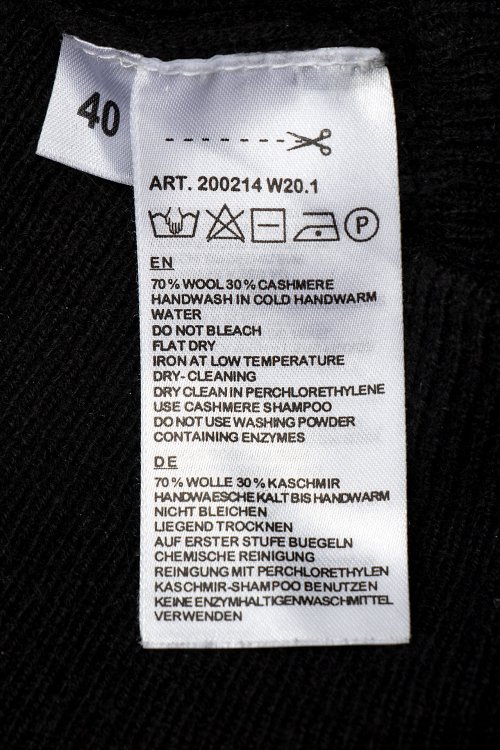 40
ART. 200214 W20.1
P
EN
70 % WOOL 30 % CASHMERE
HANDWASH IN COLD HANDWARM
WATER
DO NOT BLEACH
FLAT DRY
IRON AT LOW TEMPERATURE
DRY- CLEANING
DRY CLEAN IN PERCHLORETHYLENE
USE CASHMERE SHAMPOO
DO NOT USE WASHING POWDER
CONTAINING ENZYMES
DE
70 % WOLLE 30 % KASCHMIR
HANDWAESCHE KALT BIS HANDWARM
NICHT BLEICHEN
LIEGEND TROCKNEN
AUF ERSTER STUFE BUEGELN
CHEMISCHE REINIGUNG
REINIGUNG MIT PERCHLORETHYLEN
KASCHMIR-SHAMPOO BENUTZEN
KEINE ENZYMHALTIGENWASCHMITTEL
VERWENDEN